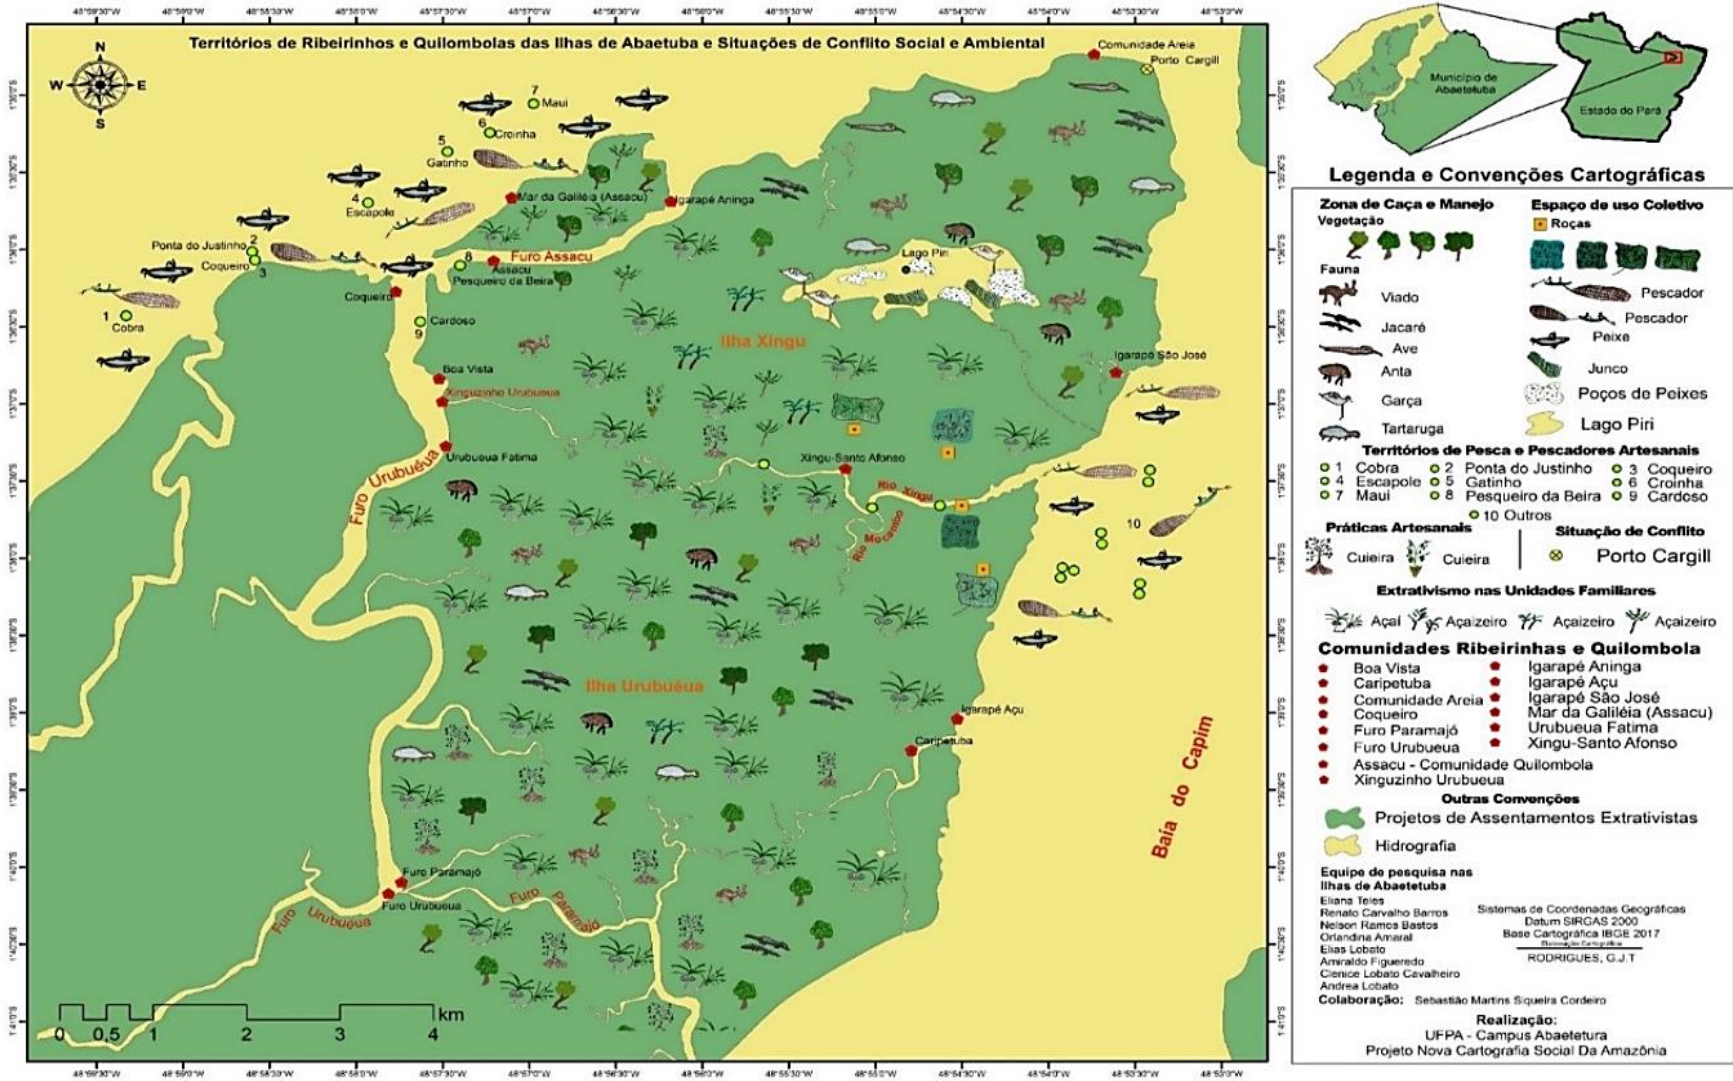 Territórios de Ribeirinhos e Quilombolas das Ilhas de Abaetuba e Situações de Conflito Social e Ambiental
N
W E
S
Comunidade Areia
Porto Cargill
7 Maui
6 Croinha
5 Gatinho
4 Escapole
Ponta do Justinho 2
Coqueiro 3
1 Cobra
Mar da Galiléia (Assacu)
Igarapé Aninga
Furo Assacu
8
Assacu
Pesqueiro da Beira
Coqueiro
Cardoso
9
Lago Piri
Ilha Xingu
Igarapé São José
Boa Vista
Xinguzinho Urubueua
Urubueua Fatima
Xingu-Santo Afonso
Furo Urubuéua
Rio Xingu
Rio Mocambo
10
Ilha Urubuéua
Igarapé Açu
Caripetuba
Baía do Capim
Furo Paramajó
Furo Urubueua
Furo Urubuéua
Furo Paramajó
0 0,5 1 2 3 4 km
Município de
Abaetetuba
Estado do Pará
Legenda e Convenções Cartográficas
Zona de Caça e Manejo
Vegetação
Fauna
Viado
Jacaré
Ave
Anta
Garça
Tartaruga
Espaço de uso Coletivo
Roças
Pescador
Pescador
Peixe
Junco
Poços de Peixes
Lago Piri
Territórios de Pesca e Pescadores Artesanais
1 Cobra 2 Ponta do Justinho 3 Coqueiro
4 Escapole 5 Gatinho 6 Croinha
7 Maui 8 Pesqueiro da Beira 9 Cardoso
10 Outros
Práticas Artesanais
Cuieira Cuieira
Situação de Conflito
Porto Cargill
Extrativismo nas Unidades Familiares
Açaí Açaizeiro Açaizeiro Açaizeiro
Comunidades Ribeirinhas e Quilombola
Boa Vista Igarapé Aninga
Caripetuba Igarapé Açu
Comunidade Areia Igarapé São José
Coqueiro Mar da Galiléia (Assacu)
Furo Paramajó Urubueua Fatima
Furo Urubueua Xingu-Santo Afonso
Assacu - Comunidade Quilombola
Xinguzinho Urubueua
Outras Convenções
Projetos de Assentamentos Extrativistas
Hidrografia
Equipe de pesquisa nas
Ilhas de Abaetetuba
Eliana Teles
Renato Carvalho Barros
Nelson Ramos Bastos
Orlandina Amaral
Elias Lobato
Amiraldo Figueredo
Clenice Lobato Cavalheiro
Andrea Lobato
Colaboração: Sebastião Martins Siqueira Cordeiro
Sistemas de Coordenadas Geográficas
Datum SIRGAS 2000
Base Cartográfica IBGE 2017
Elaboração Cartográfica
RODRIGUES, G.J.T
Realização:
UFPA - Campus Abaetetura
Projeto Nova Cartografia Social Da Amazônia